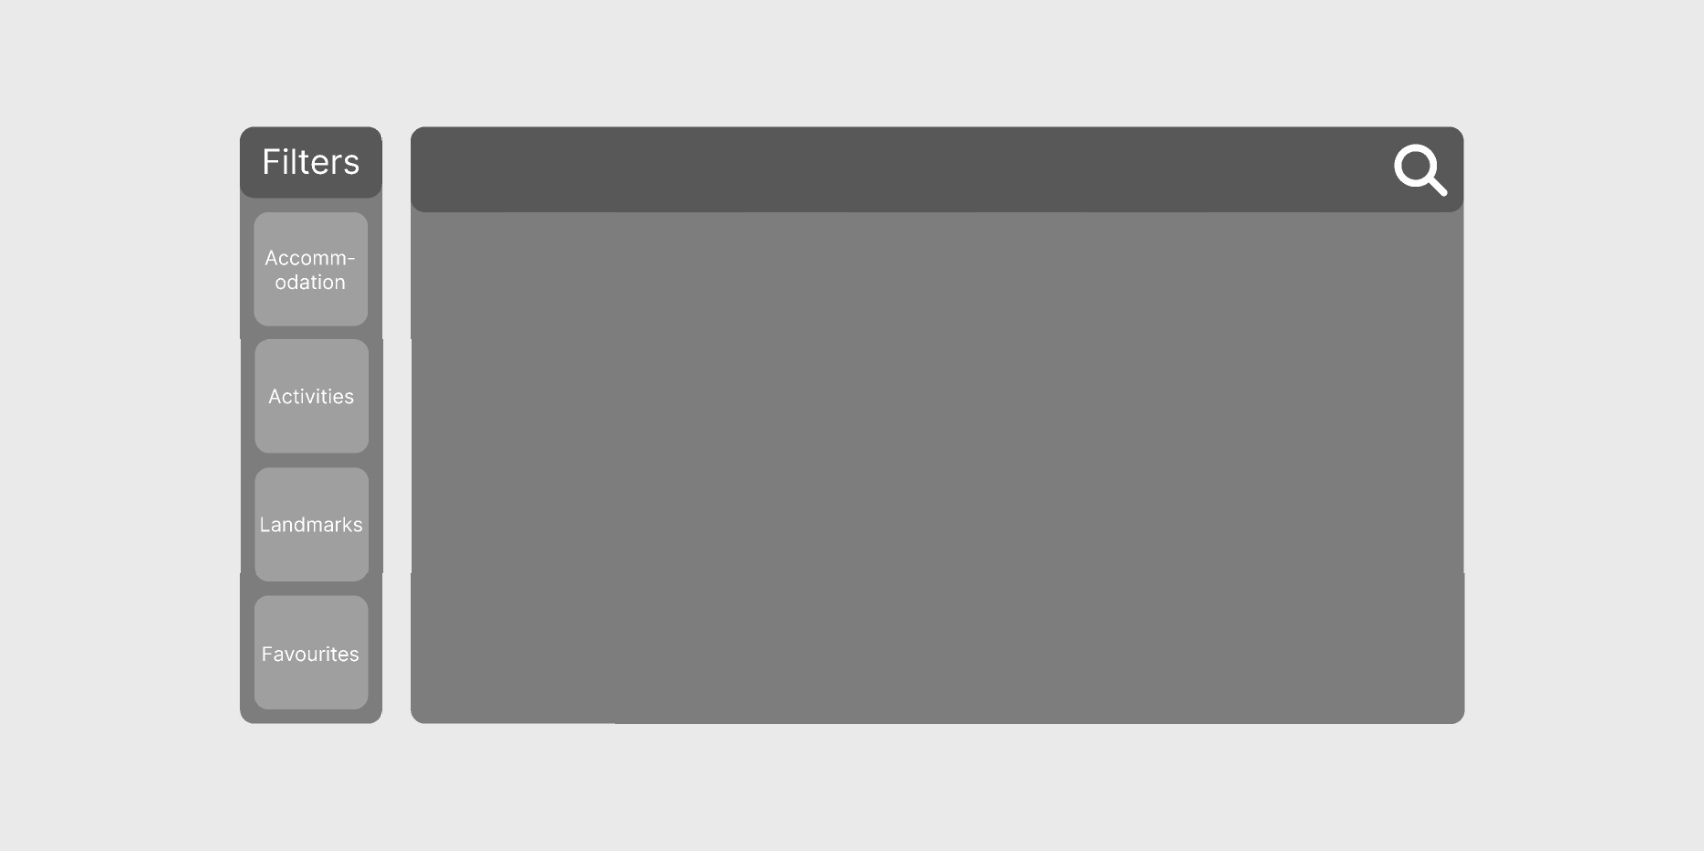 Filters
Accomm-
odation
Activities
Landmarks
Favourites